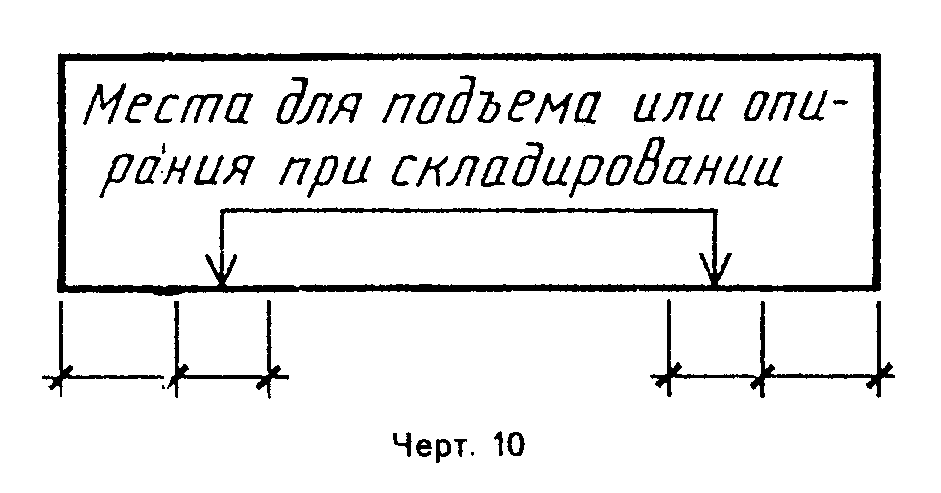 Места для подъема или опи-
рания при складировании
Черт. 10